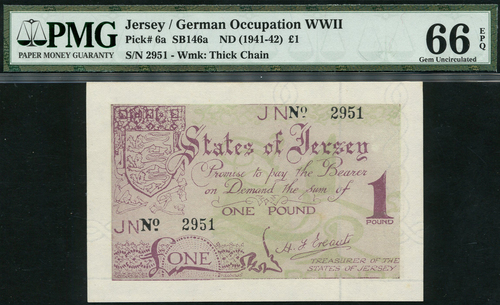 PMG
PAPER MONEY GUARANTY
Jersey / German Occupation WWII
Pick# 6a SB146a ND (1941-42) £1
S/N 2951 - Wmk: Thick Chain
66 EPQ
Gem Uncirculated
JN Nº 2951
States of Jersey
Promise to pay the Bearer
on Demand the sum of
ONE POUND
1
POUND
JN Nº 2951
£ONE
TREASURER OF THE
STATES OF JERSEY